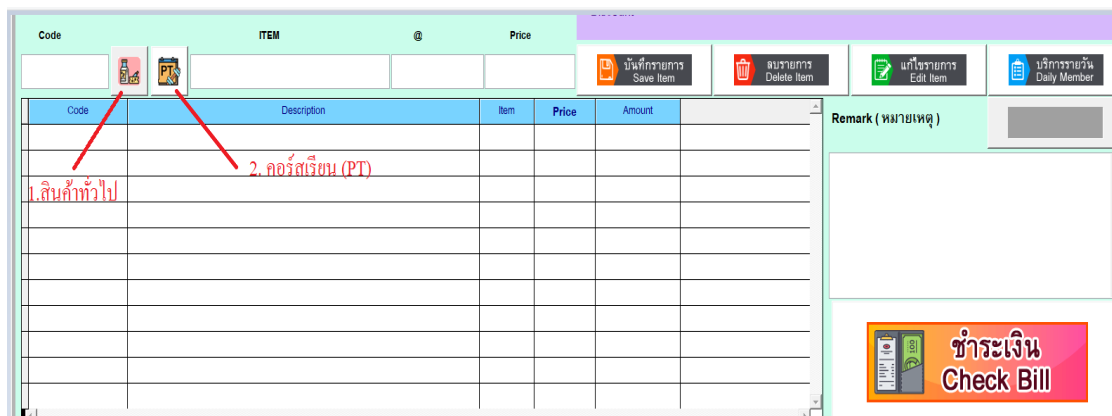 Code ITEM @ Price
PT
บันทึกรายการ
Save Item
ลบรายการ
Delete Item
แก้ไขรายการ
Edit Item
บริการรายวัน
Daily Member
Code Description Item Price Amount
Remark ( หมายเหตุ )
1.สินค้าทั่วไป
2. คอร์สเรียน (PT)
ชำระเงิน
Check Bill